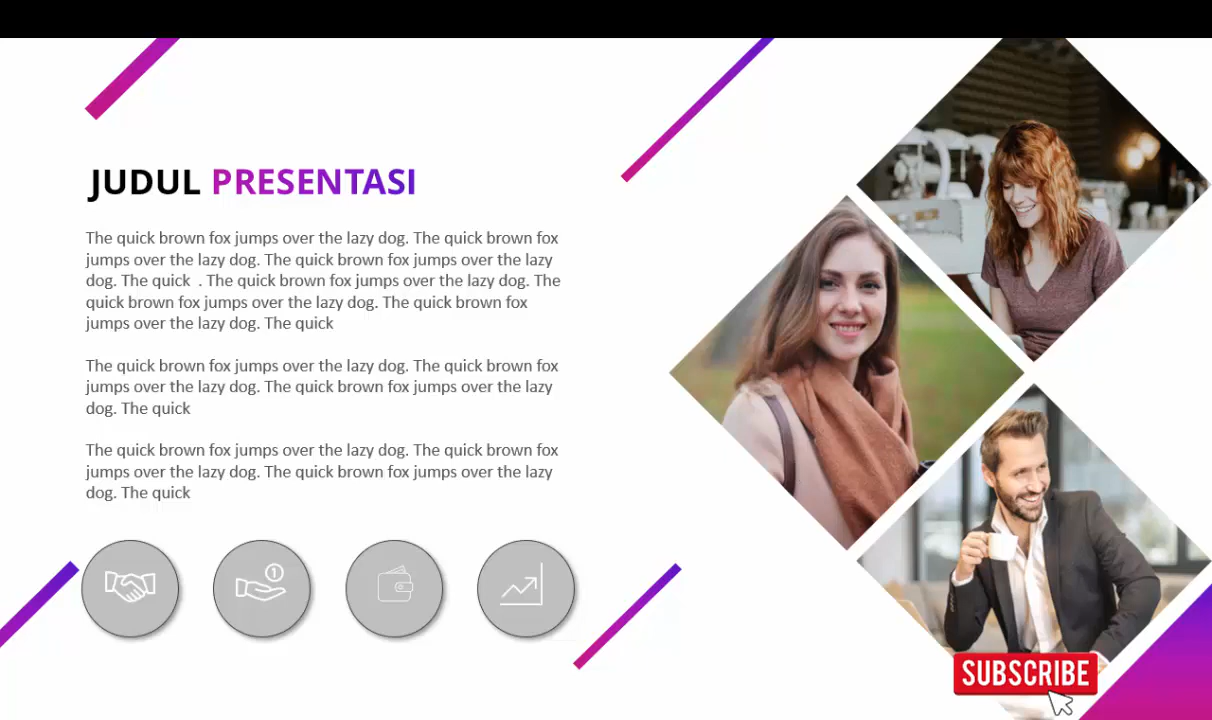 JUDUL PRESENTASI
The quick brown fox jumps over the lazy dog. The quick brown fox
jumps over the lazy dog. The quick brown fox jumps over the lazy
dog. The quick  . The quick brown fox jumps over the lazy dog. The
quick brown fox jumps over the lazy dog. The quick brown fox
jumps over the lazy dog. The quick
The quick brown fox jumps over the lazy dog. The quick brown fox
jumps over the lazy dog. The quick brown fox jumps over the lazy
dog. The quick
The quick brown fox jumps over the lazy dog. The quick brown fox
jumps over the lazy dog. The quick brown fox jumps over the lazy
dog. The quick
1
SUBSCRIBE